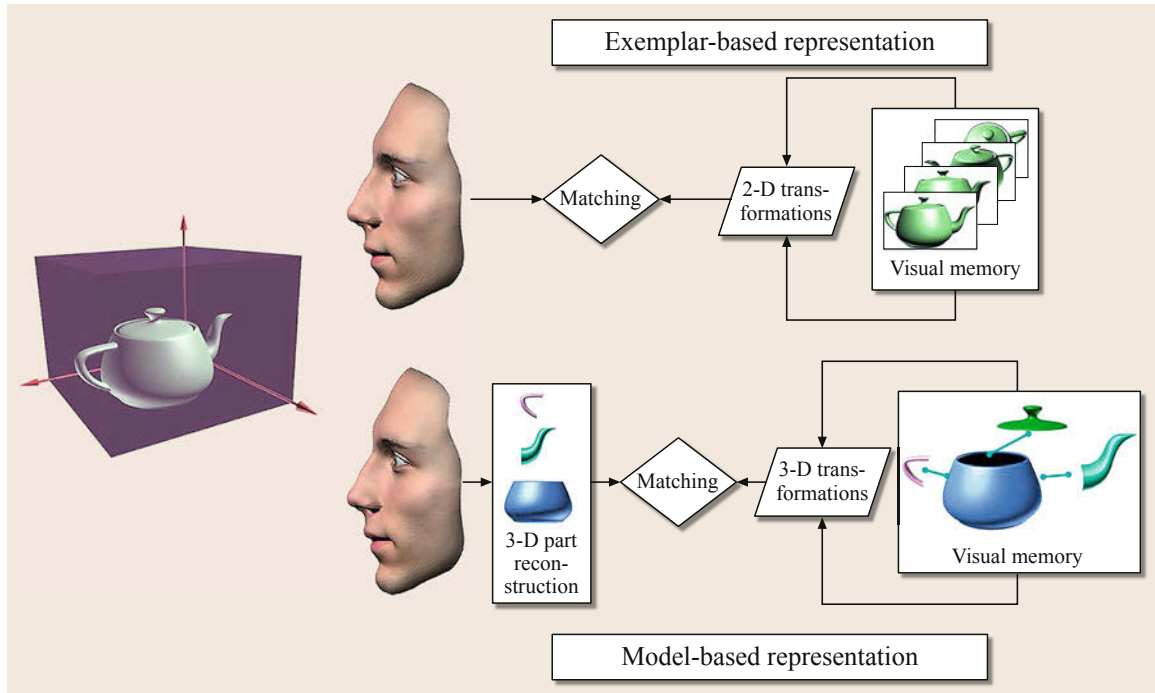 Exemplar-based representation
Matching
2-D trans-
formations
Visual memory
3-D part
recon-
struction
Matching
3-D trans-
formations
Visual memory
Model-based representation